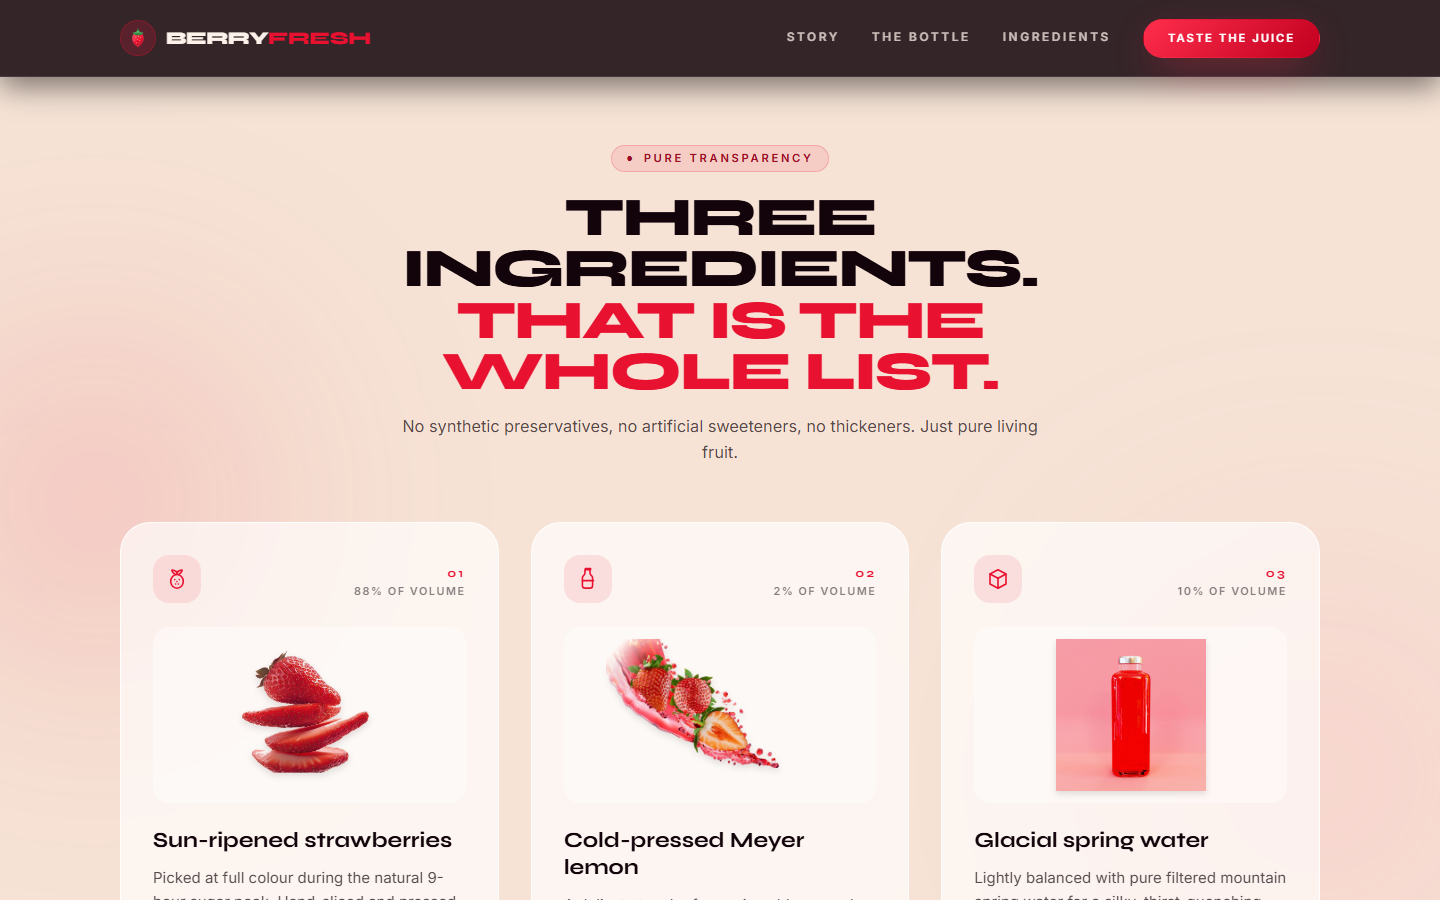 BERRYFRESH
STORY
THE BOTTLE
INGREDIENTS
TASTE THE JUICE
PURE TRANSPARENCY
THREE
INGREDIENTS.
THAT IS THE
WHOLE LIST.
No synthetic preservatives, no artificial sweeteners, no thickeners. Just pure living
fruit.
01
88% OF VOLUME
Sun-ripened strawberries
Picked at full colour during the natural 9-
02
2% OF VOLUME
Cold-pressed Meyer
lemon
03
10% OF VOLUME
Glacial spring water
Lightly balanced with pure filtered mountain